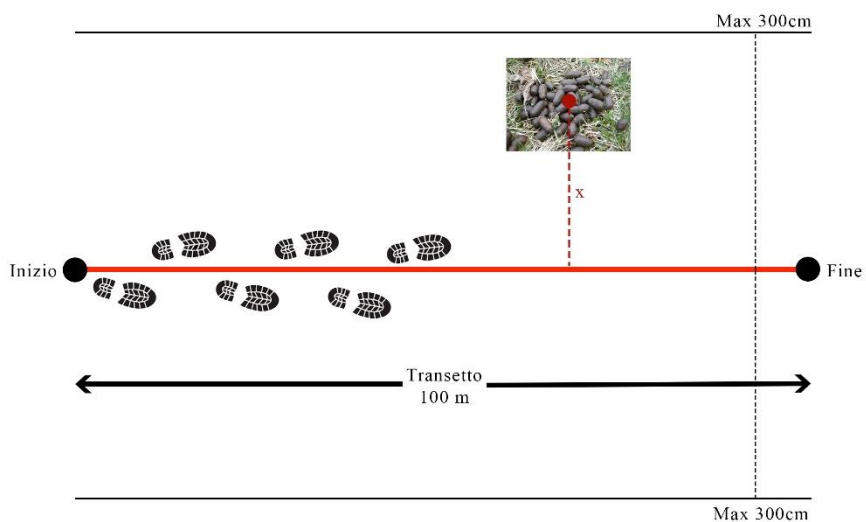 Max 300cm
x
Inizio
Fine
Transetto
100 m
Max 300cm